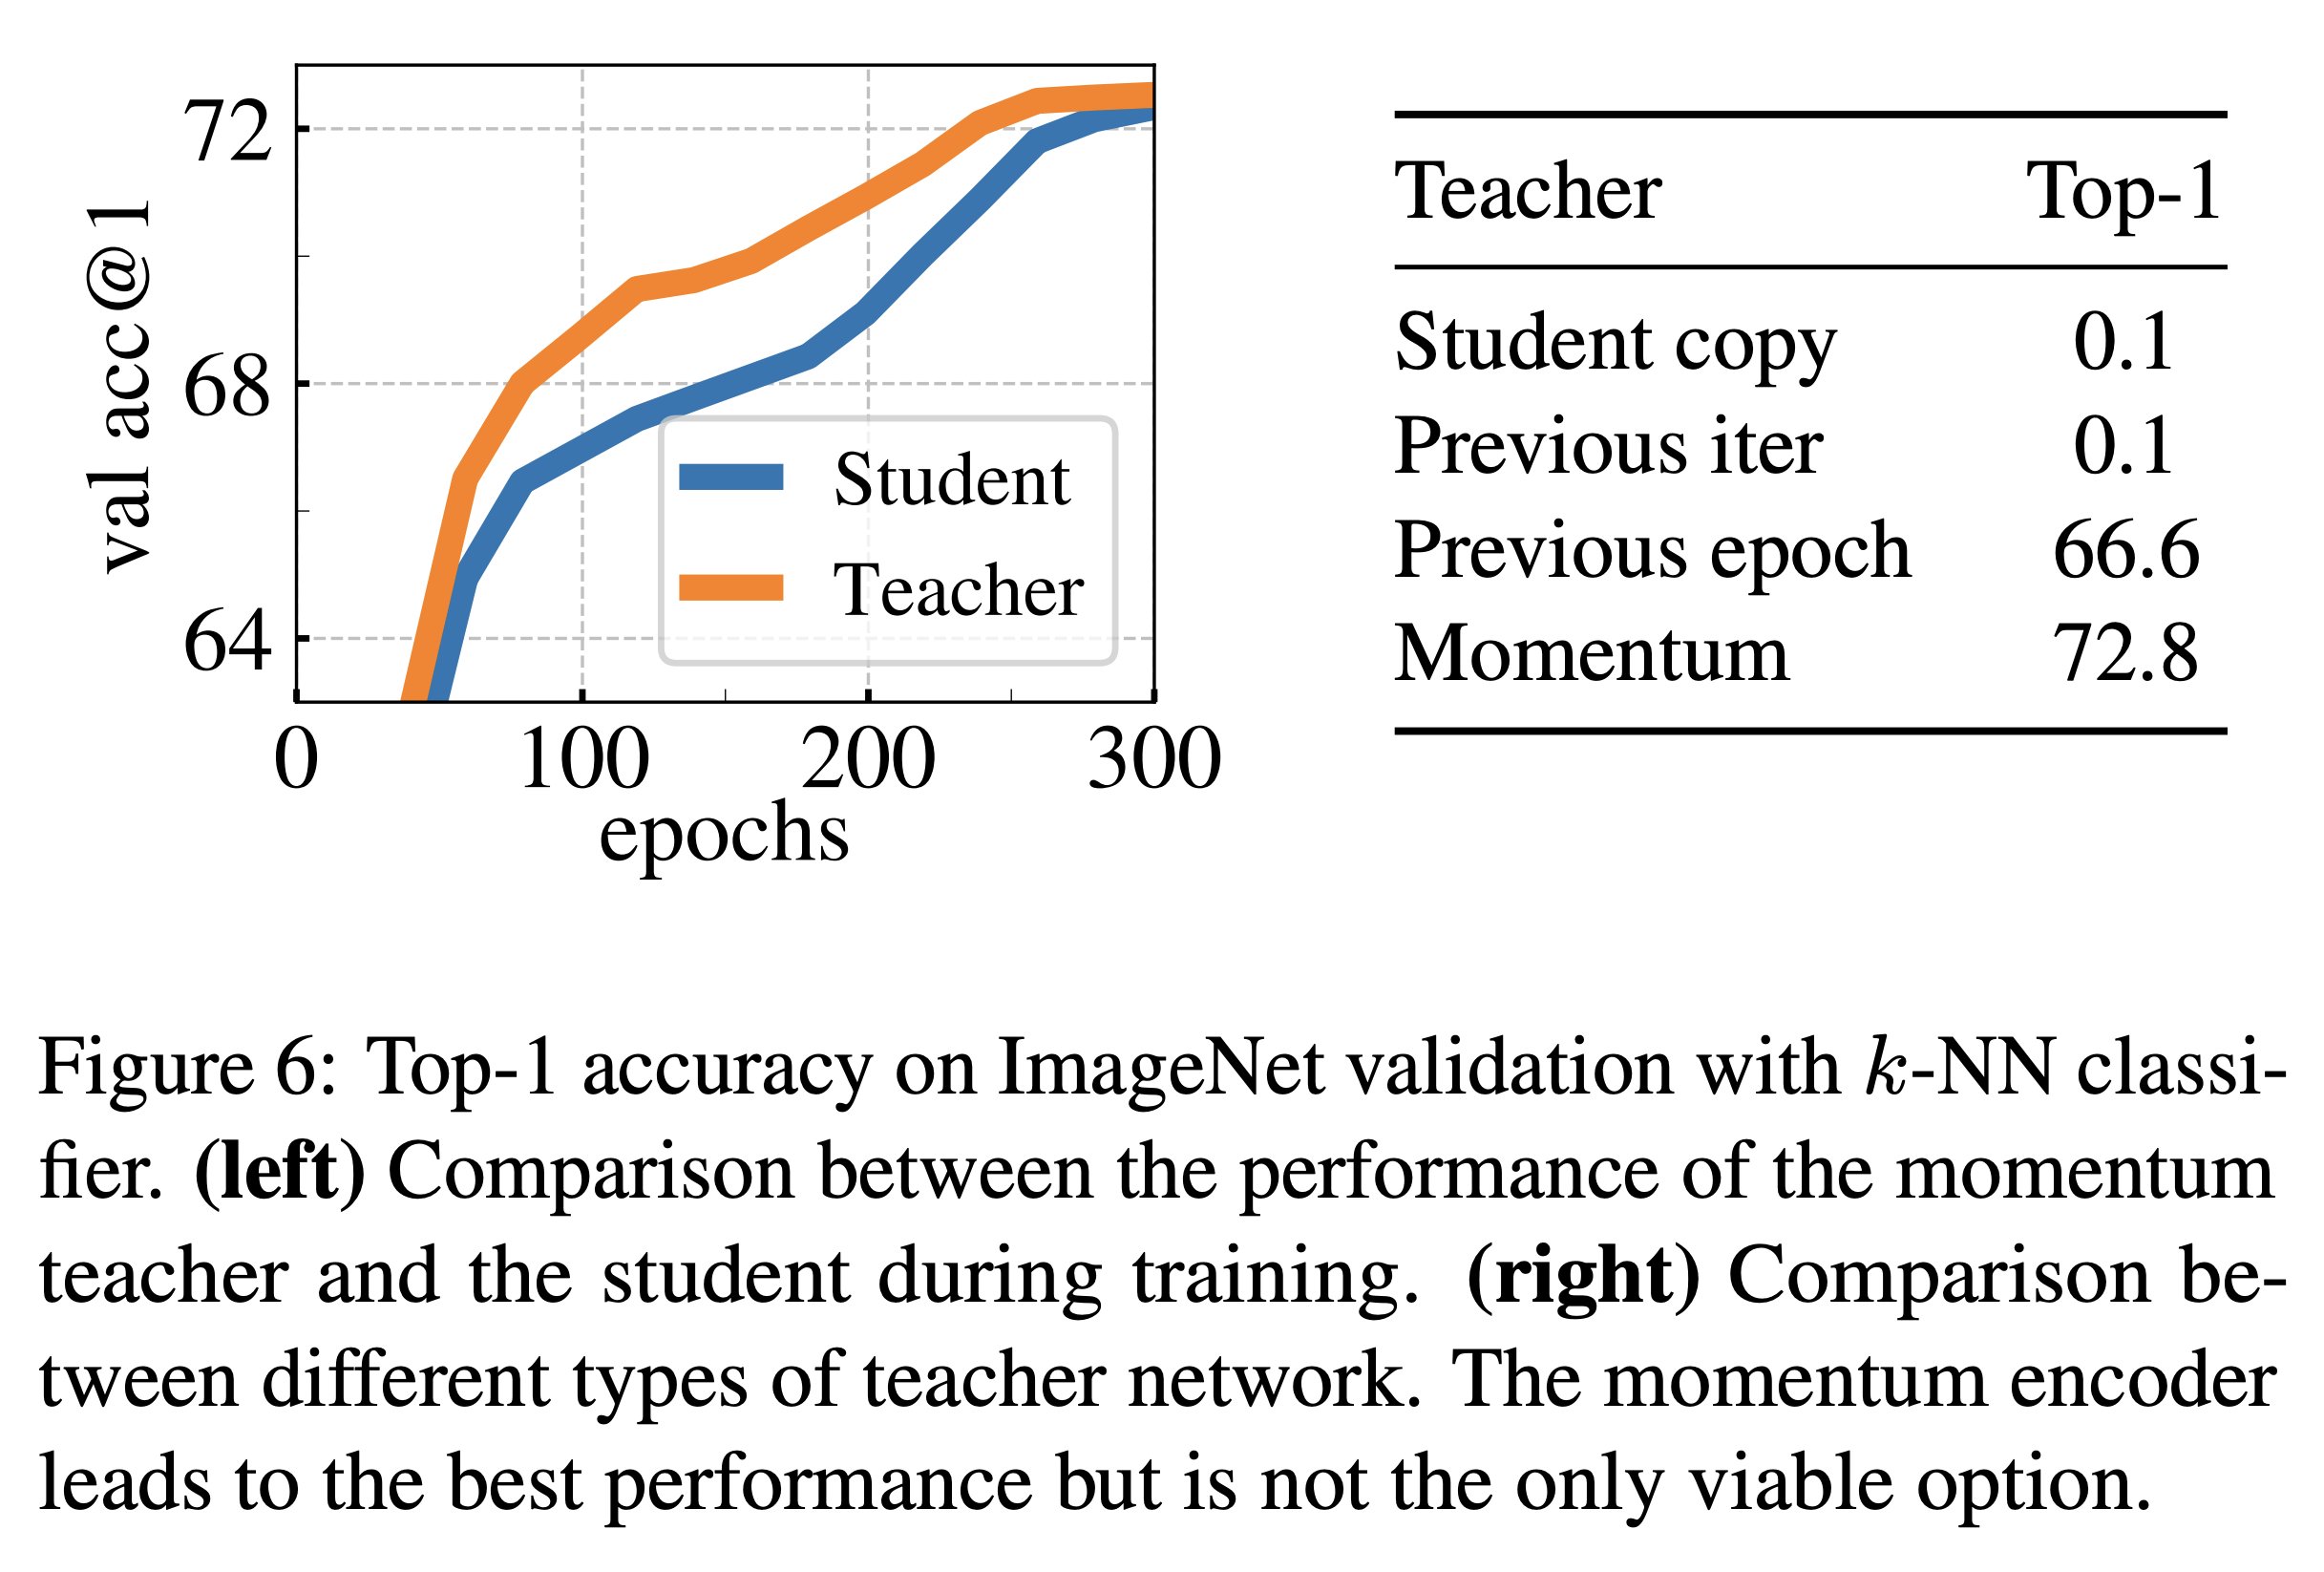 72
68
64
val acc@1
Student
Teacher
0 100 200 300
epochs
Teacher Top-1
Student copy 0.1
Previous iter 0.1
Previous epoch 66.6
Momentum 72.8
Figure 6: Top-1 accuracy on ImageNet validation with k-NN classi-
fier. (left) Comparison between the performance of the momentum
teacher and the student during training. (right) Comparison be-
tween different types of teacher network. The momentum encoder
leads to the best performance but is not the only viable option.